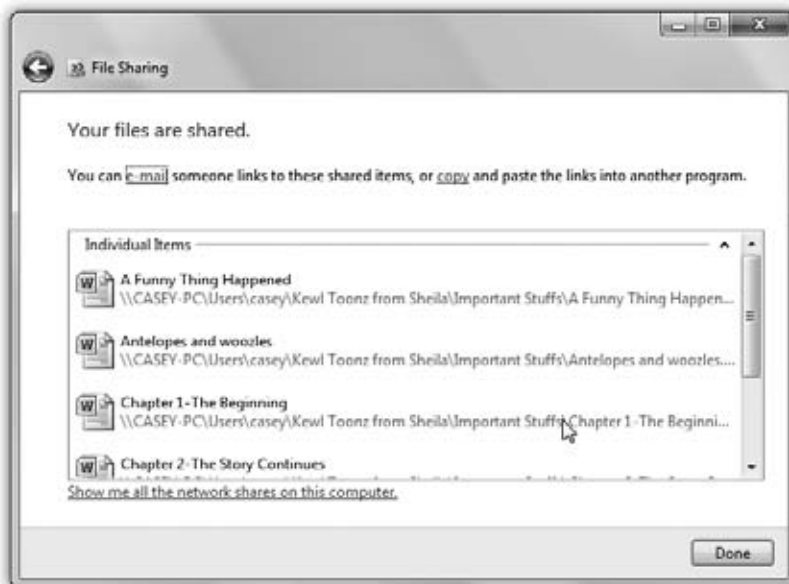 File Sharing
Your files are shared.
You can e-mail someone links to these shared items, or copy and paste the links into another program.
Individual Items
A Funny Thing Happened
\\CASEY-PC\Users\casey\Kewl Toonz from Sheila\Important Stuffs\A Funny Thing Happen...
Antelopes and woozles
\\CASEY-PC\Users\casey\Kewl Toonz from Sheila\Important Stuffs\Antelopes and woozles....
Chapter 1-The Beginning
\\CASEY-PC\Users\casey\Kewl Toonz from Sheila\Important Stuffs\Chapter 1-The Beginni...
Chapter 2-The Story Continues
Show me all the network shares on this computer.
Done